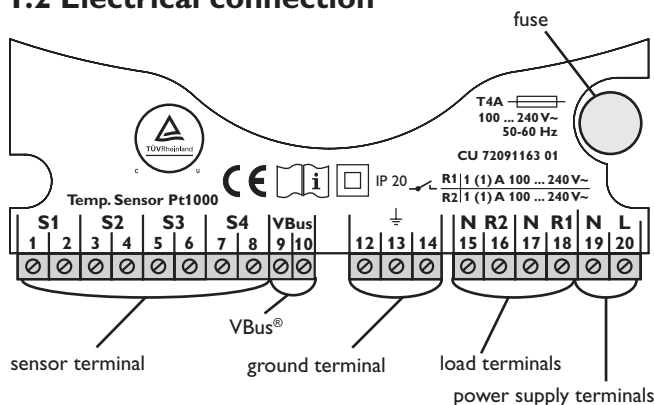 1.2 Electrical connection
fuse
T4A
100 ... 240 V~
50-60 Hz
TÜVRheinland
C U
CU 72091163 01
CE
i
IP 20
R1 1 (1) A 100 ... 240 V~
R2 1 (1) A 100 ... 240 V~
Temp. Sensor Pt1000
S1 S2 S3 S4 VBus N R2 N R1 N L
1 2 3 4 5 6 7 8 9 10 12 13 14 15 16 17 18 19 20
VBus®
sensor terminal ground terminal load terminals
power supply terminals